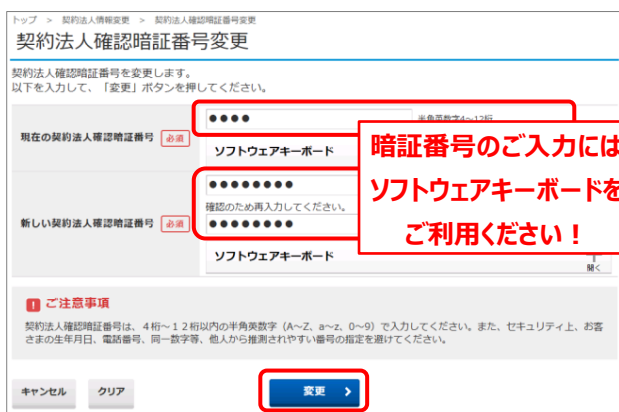 トップ > 契約法人情報変更 > 契約法人確認暗証番号変更
契約法人確認暗証番号変更
契約法人確認暗証番号を変更します。
以下を入力して、「変更」ボタンを押してください。
●●●●
半角英数字4~12桁
現在の契約法人確認暗証番号 必須
ソフトウェアキーボード
暗証番号のご入力には
ソフトウェアキーボードを
ご利用ください!
●●●●●●●●
確認のため再入力してください。
新しい契約法人確認暗証番号 必須
●●●●●●●●
ソフトウェアキーボード
開く
! ご注意事項
契約法人確認暗証番号は、4桁~12桁以内の半角英数字(A~Z、a~z、0~9)で入力してください。また、セキュリティ上、お客
さまの生年月日、電話番号、同一数字等、他人から推測されやすい番号の指定を避けてください。
キャンセル クリア 変更 >